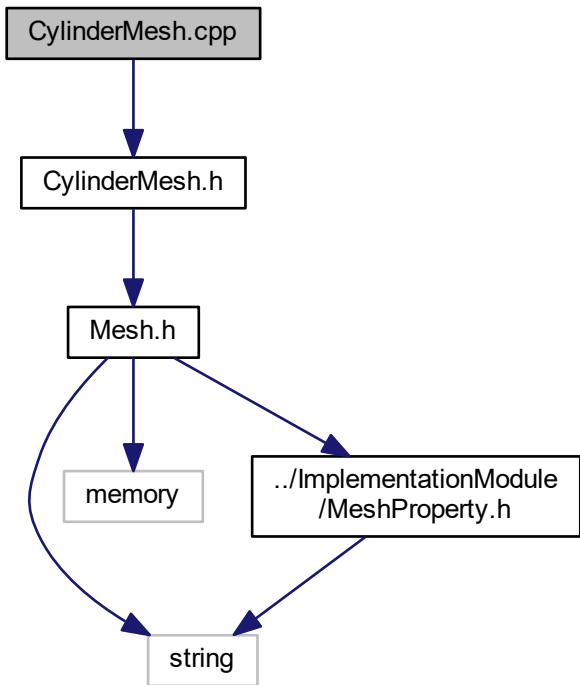 CylinderMesh.cpp
CylinderMesh.h
Mesh.h
memory
../ImplementationModule
/MeshProperty.h
string